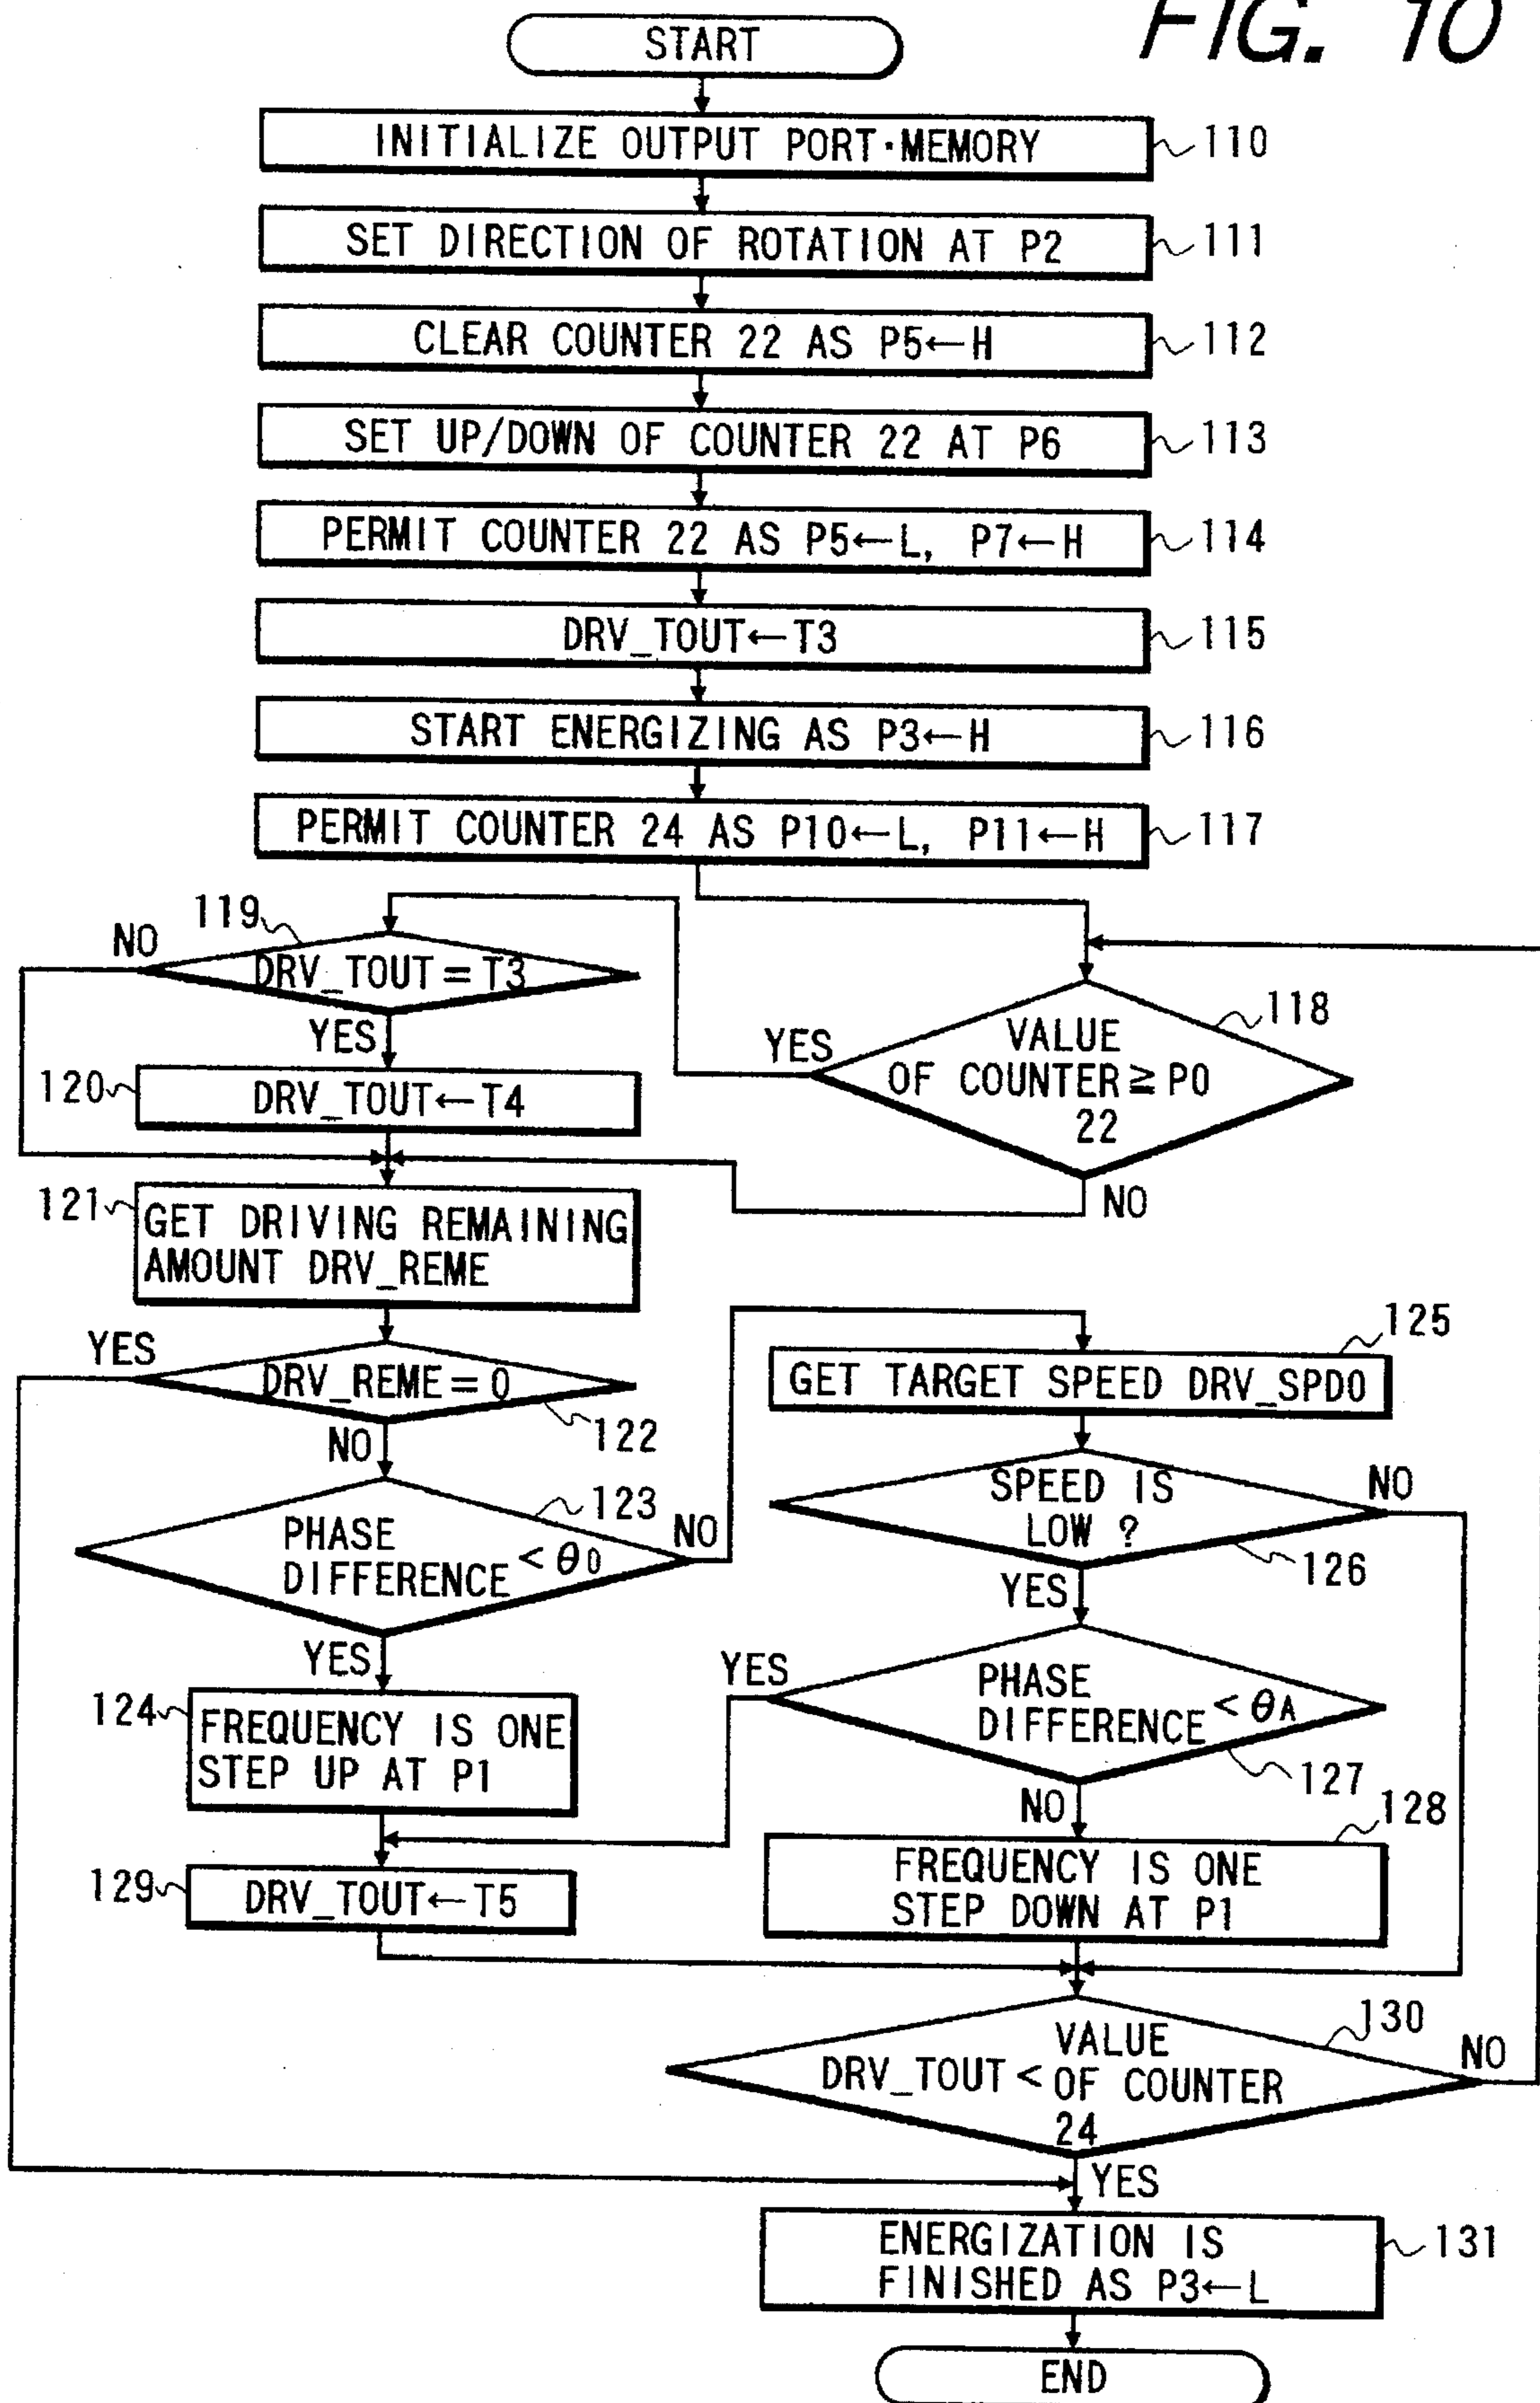 FIG. 10
START
INITIALIZE OUTPUT PORT·MEMORY
110
SET DIRECTION OF ROTATION AT P2
111
CLEAR COUNTER 22 AS P5←H
112
SET UP/DOWN OF COUNTER 22 AT P6
113
PERMIT COUNTER 22 AS P5←L, P7←H
114
DRV_TOUT←T3
115
START ENERGIZING AS P3←H
116
PERMIT COUNTER 24 AS P10←L, P11←H
117
118
VALUE
OF COUNTER ≧ P0
22
YES
NO
119
NO
DRV_TOUT = T3
YES
120
DRV_TOUT←T4
121
GET DRIVING REMAINING
AMOUNT DRV_REME
YES
DRV_REME = 0
122
NO
123
PHASE
DIFFERENCE < θ0
NO
YES
124
FREQUENCY IS ONE
STEP UP AT P1
125
GET TARGET SPEED DRV_SPD0
SPEED IS
LOW ?
NO
126
YES
YES
PHASE
DIFFERENCE < θA
127
NO
128
FREQUENCY IS ONE
STEP DOWN AT P1
129
DRV_TOUT←T5
130
VALUE
DRV_TOUT < OF COUNTER
24
NO
YES
ENERGIZATION IS
FINISHED AS P3←L
131
END